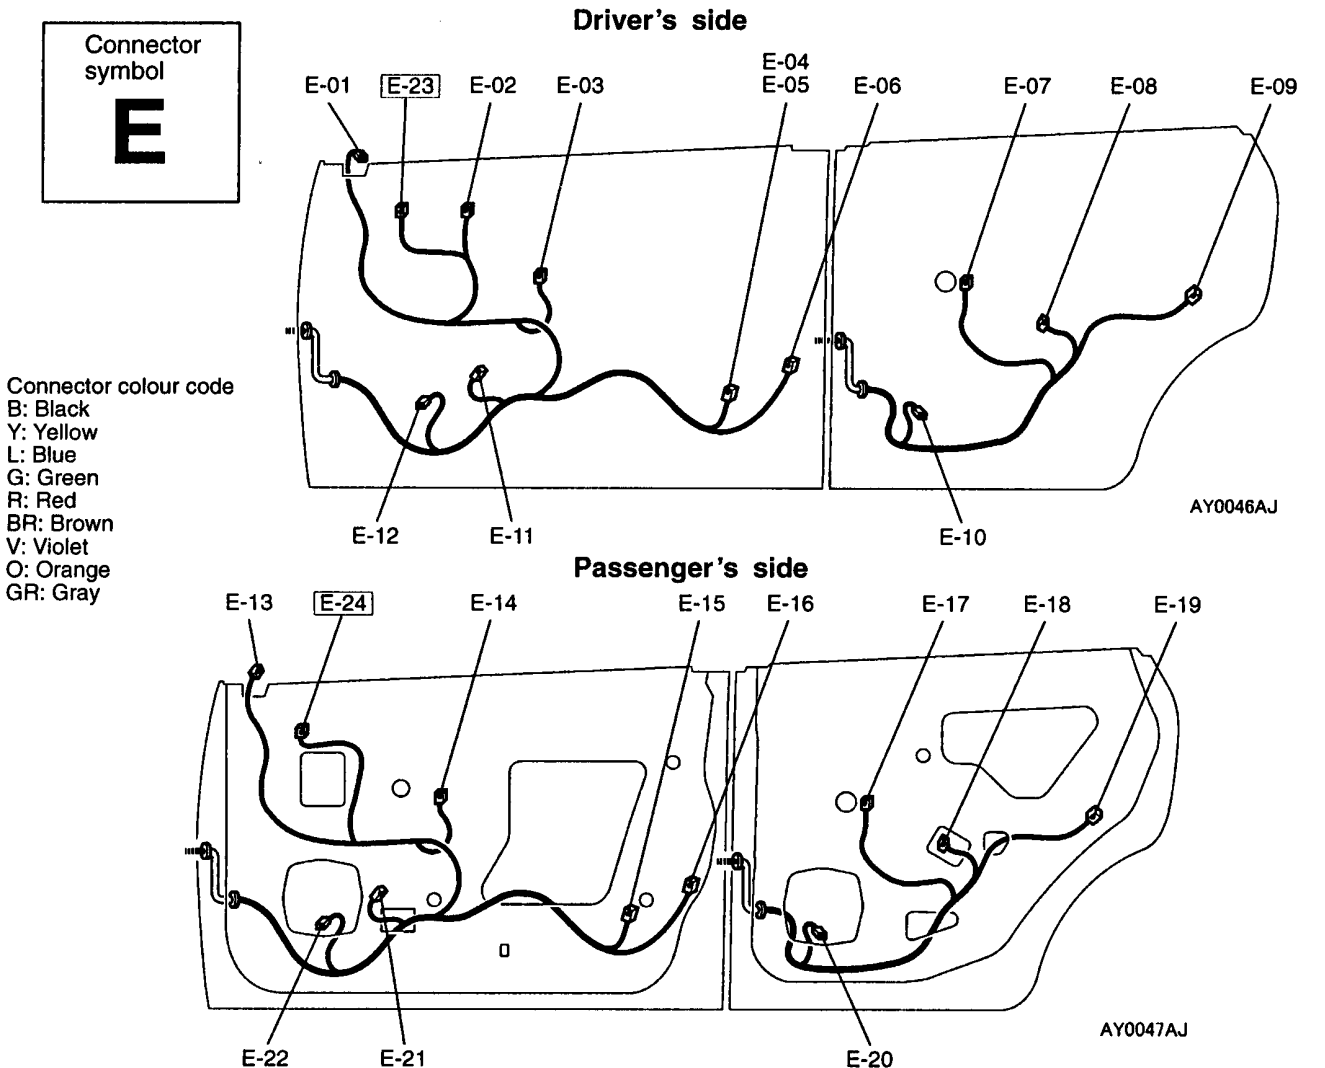 Driver's side
Connector
symbol
E
E-01
E-23
E-02
E-03
E-04
E-05
E-06
E-07
E-08
E-09
Connector colour code
B: Black
Y: Yellow
L: Blue
G: Green
R: Red
BR: Brown
V: Violet
O: Orange
GR: Gray
E-12
E-11
E-10
AY0046AJ
Passenger's side
E-13
E-24
E-14
E-15
E-16
E-17
E-18
E-19
E-22
E-21
E-20
AY0047AJ